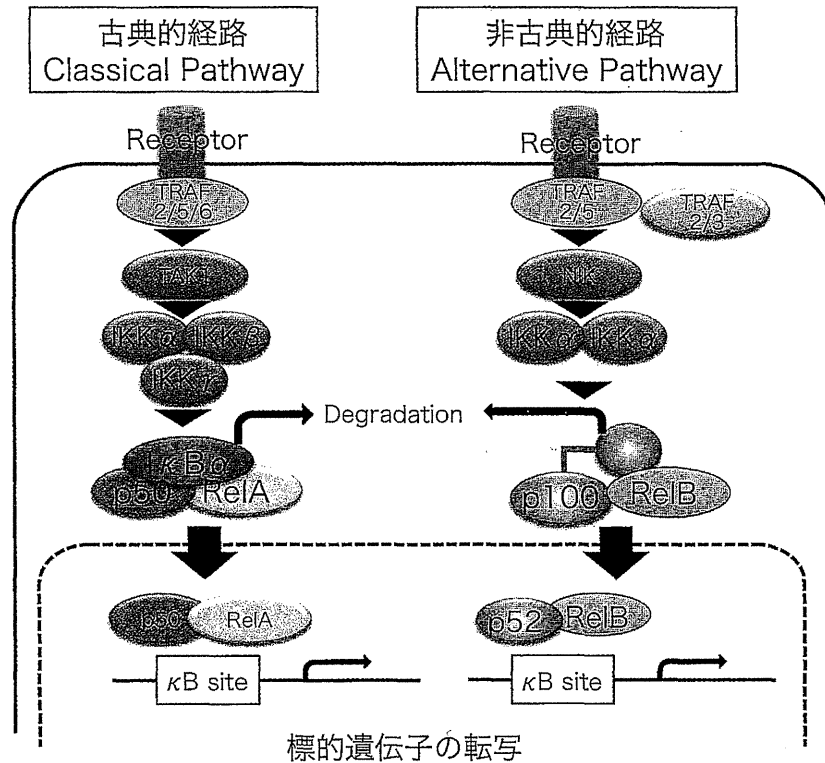 古典的経路
Classical Pathway
非古典的経路
Alternative Pathway
Receptor
Receptor
TRAF
2/5/6
TRAF
2/5
TRAF
2/3
TAK1
NIK
IKKα
IKKβ
IKKγ
IKKα
IKKα
Degradation
IκBα
p50
RelA
p100
RelB
p50
RelA
p52
RelB
κB site
κB site
標的遺伝子の転写